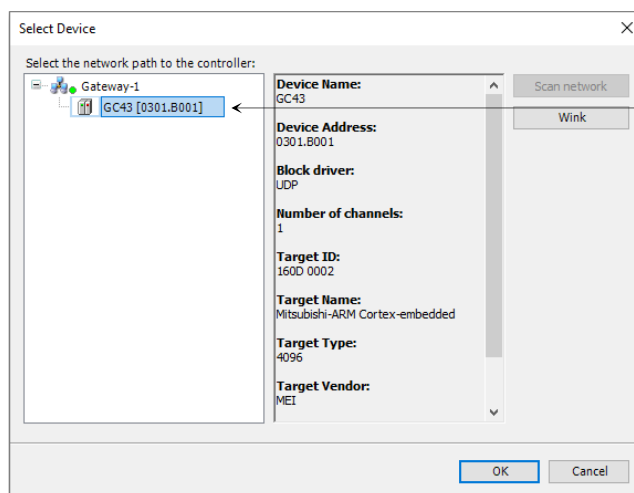 Select Device
Select the network path to the controller:
Gateway-1
GC43 [0301.B001]
Device Name:
GC43
Device Address:
0301.B001
Block driver:
UDP
Number of channels:
1
Target ID:
160D 0002
Target Name:
Mitsubishi-ARM Cortex-embedded
Target Type:
4096
Target Vendor:
MEI
Scan network
Wink
OK
Cancel